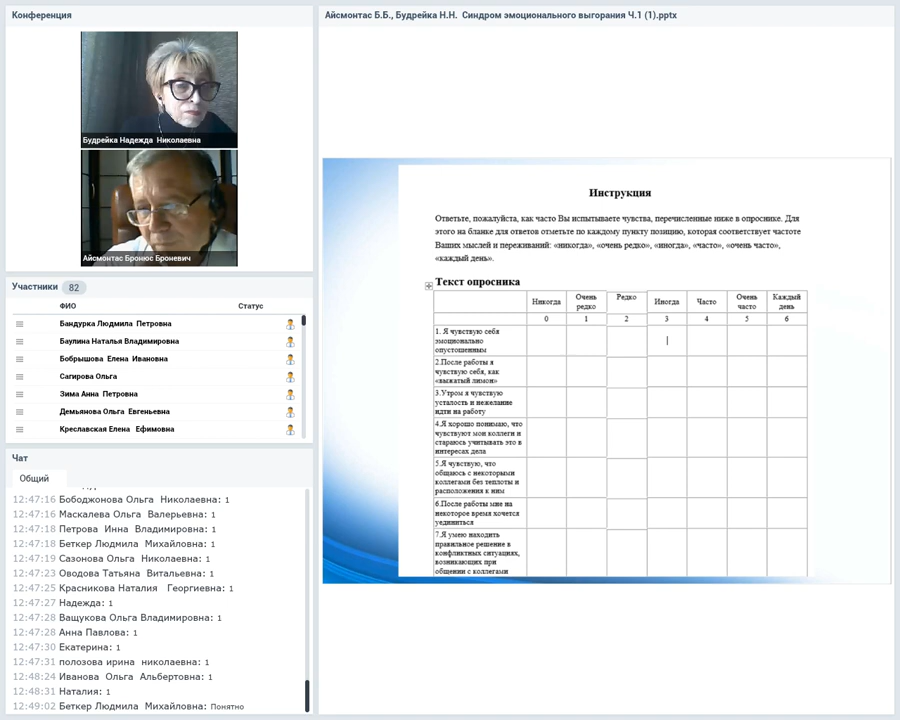 Конференция
Будрейка Надежда Николаевна
Айсмонтас Бронюс Броневич
Участники 82
ФИО Статус
Бандурка Людмила Петровна
Баулина Наталья Владимировна
Бобрышова Елена Ивановна
Сагирова Ольга
Зима Анна Петровна
Демьянова Ольга Евгеньевна
Креславская Елена Ефимовна
Чат
Общий
12:47:16 Бободжонова Ольга Николаевна: 1
12:47:16 Маскалева Ольга Валерьевна: 1
12:47:18 Петрова Инна Владимировна: 1
12:47:18 Беткер Людмила Михайловна: 1
12:47:19 Сазонова Ольга Николаевна: 1
12:47:23 Оводова Татьяна Витальевна: 1
12:47:25 Красникова Наталия Георгиевна: 1
12:47:27 Надежда: 1
12:47:28 Ващукова Ольга Владимировна: 1
12:47:28 Анна Павлова: 1
12:47:30 Екатерина: 1
12:47:31 полозова ирина николаевна: 1
12:48:24 Иванова Ольга Альбертовна: 1
12:48:31 Наталия: 1
12:49:02 Беткер Людмила Михайловна: Понятно
Айсмонтас Б.Б., Будрейка Н.Н. Синдром эмоционального выгорания Ч.1 (1).pptx
Инструкция
Ответьте, пожалуйста, как часто Вы испытываете чувства, перечисленные ниже в опроснике. Для
этого на бланке для ответов отметьте по каждому пункту позицию, которая соответствует частоте
Ваших мыслей и переживаний: «никогда», «очень редко», «иногда», «часто», «очень часто»,
«каждый день».
Текст опросника
Никогда Очень редко Редко Иногда Часто Очень часто Каждый день
0 1 2 3 4 5 6
1. Я чувствую себя
эмоционально
опустошенным
2.После работы я
чувствую себя, как
«выжатый лимон»
3.Утром я чувствую
усталость и нежелание
идти на работу
4.Я хорошо понимаю, что
чувствуют мои коллеги и
стараюсь учитывать это в
интересах дела
5.Я чувствую, что
общаюсь с некоторыми
коллегами без теплоты и
расположения к ним
6.После работы мне на
некоторое время хочется
уединиться
7.Я умею находить
правильное решение в
конфликтных ситуациях,
возникающих при
общении с коллегами